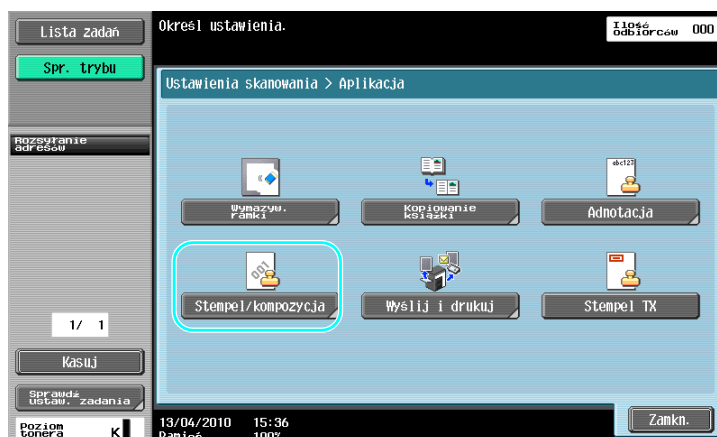 Lista zadań
Spr. trybu
Określ ustawienia.
Ilość
odbiorców 000
Ustawienia skanowania > Aplikacja
Rozsyłanie
adresów
abc123
Wymazyw.
ramki
Kopiowanie
książki
Adnotacja
001
Stempel/kompozycja
Wyślij i drukuj
Stempel TX
1/ 1
Kasuj
Sprawdź
ustaw. zadania
Poziom
tonera K
13/04/2010 15:36
Pamięć 100%
Zamkn.